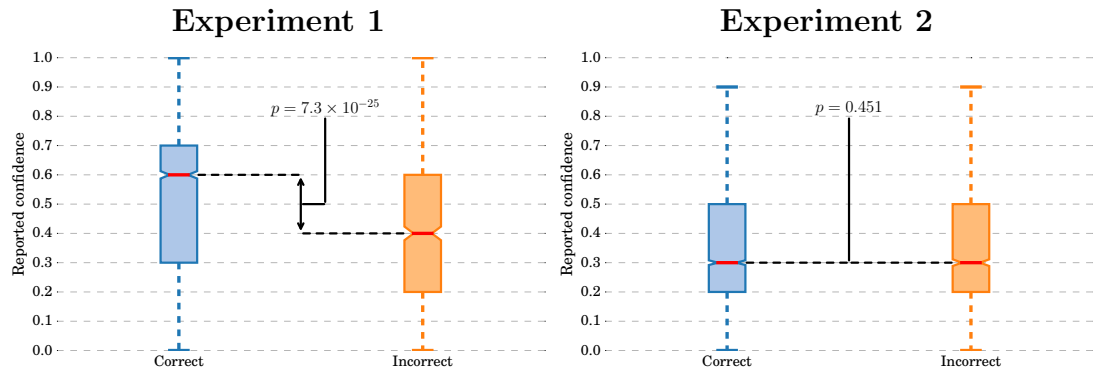 Experiment 1
Reported confidence
1.0
0.9
0.8
0.7
0.6
0.5
0.4
0.3
0.2
0.1
0.0
p = 7.3 × 10⁻²⁵
Correct
Incorrect
Experiment 2
Reported confidence
1.0
0.9
0.8
0.7
0.6
0.5
0.4
0.3
0.2
0.1
0.0
p = 0.451
Correct
Incorrect